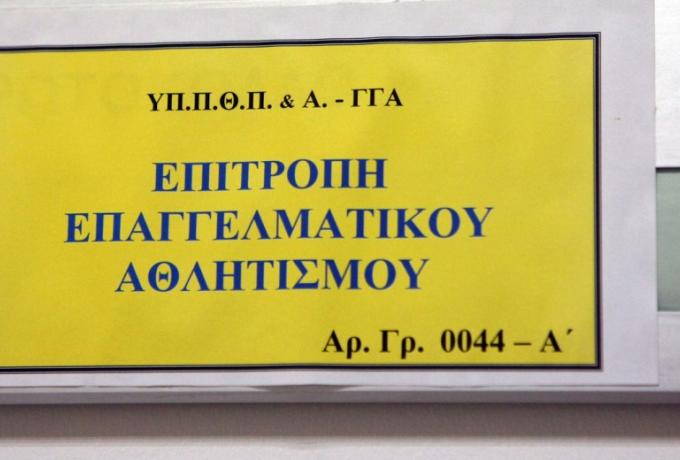 ΥΠ.Π.Θ.Π. & Α. - ΓΓΑ
ΕΠΙΤΡΟΠΗ
ΕΠΑΓΓΕΛΜΑΤΙΚΟΥ
ΑΘΛΗΤΙΣΜΟΥ
Αρ. Γρ. 0044 – Α΄